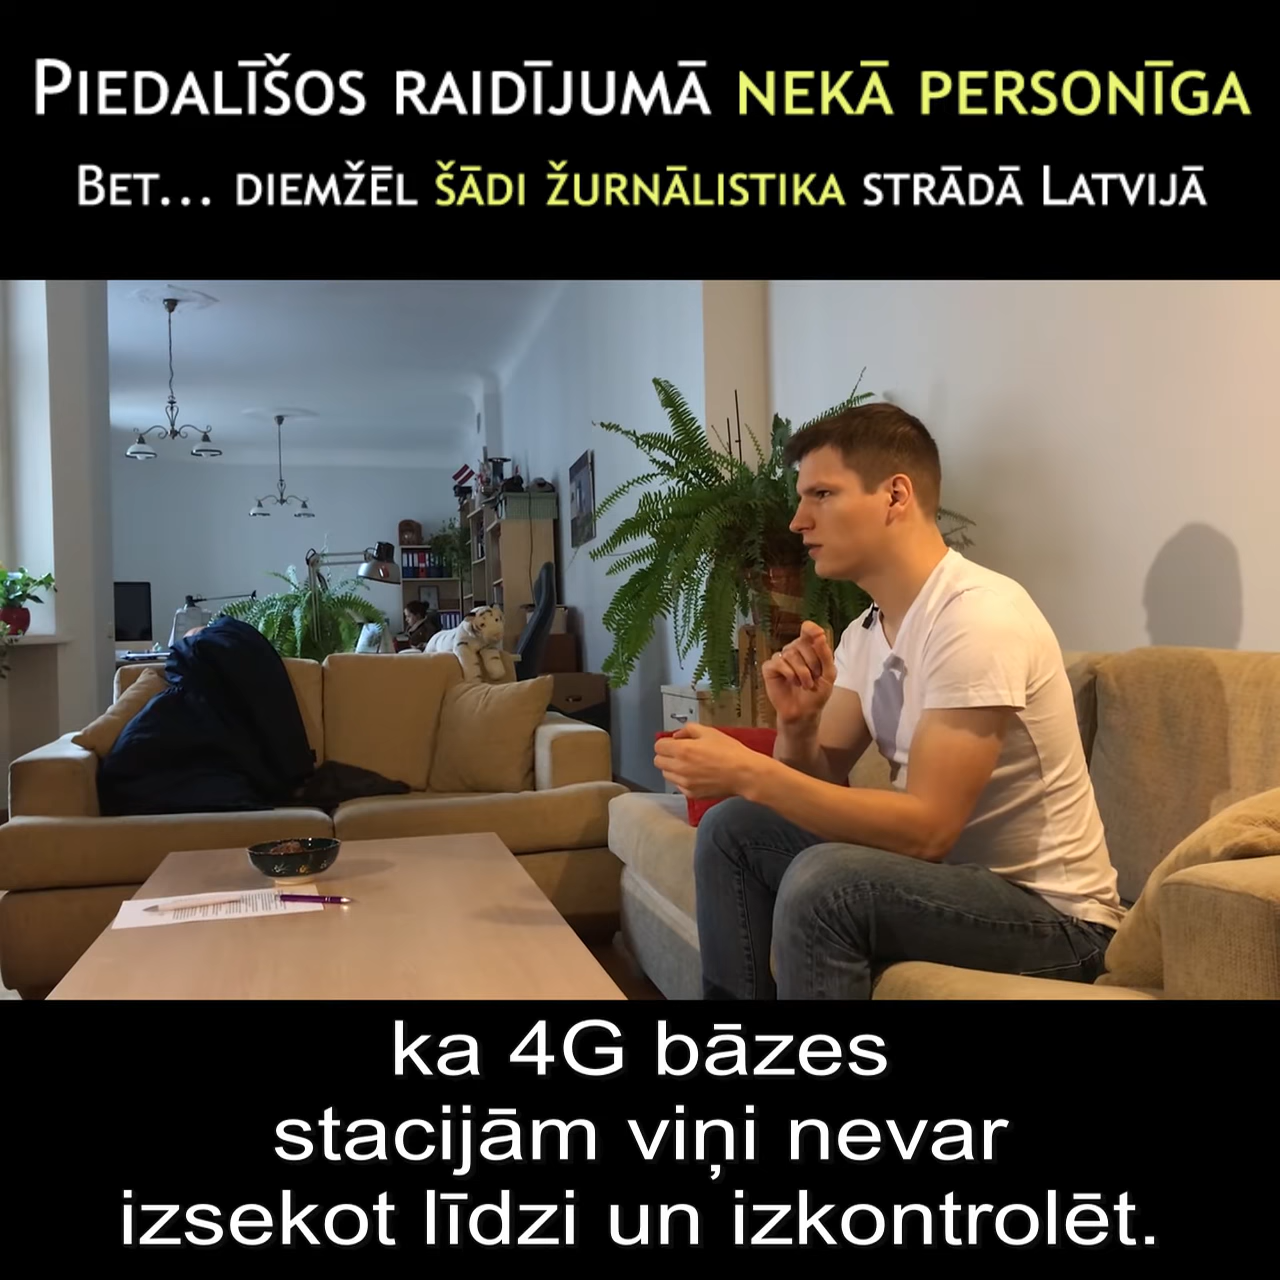 PIEDALĪŠOS RAIDĪJUMĀ NEKĀ PERSONĪGA
BET... DIEMŽĒL ŠĀDI ŽURNĀLISTIKA STRĀDĀ LATVIJĀ
ka 4G bāzes
stacijām viņi nevar
izsekot līdzi un izkontrolēt.